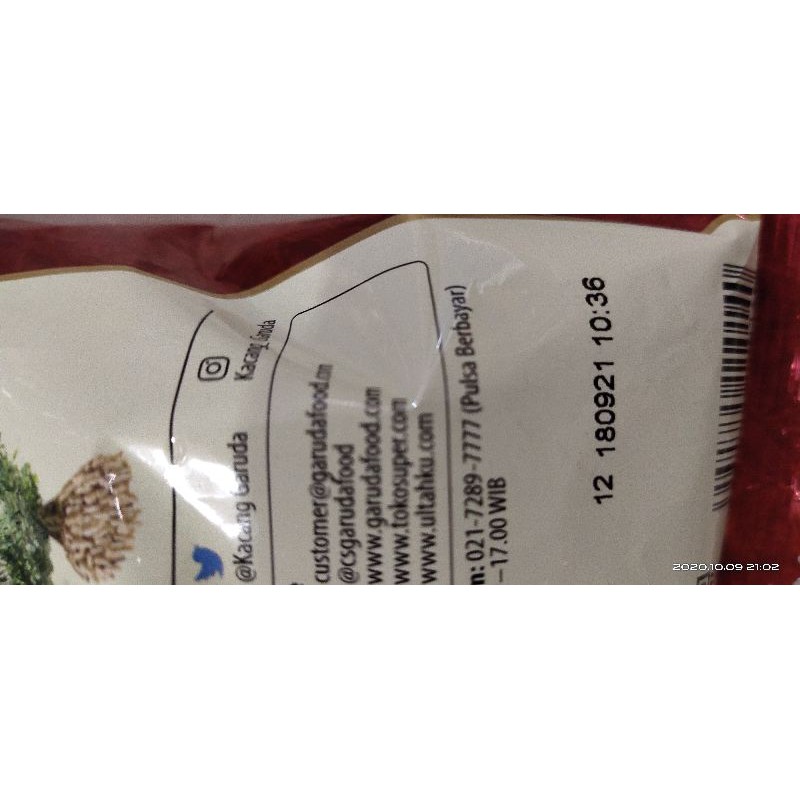 @Kacang Garuda
Kacang Garuda
customer@garudafood.com
@csgarudafood
www.garudafood.com
www.tokosuper.com
www.ultahku.com
n: 021-7289-7777 (Pulsa Berbayar)
–17.00 WIB
12 180921 10:36
2020.10.09 21:02